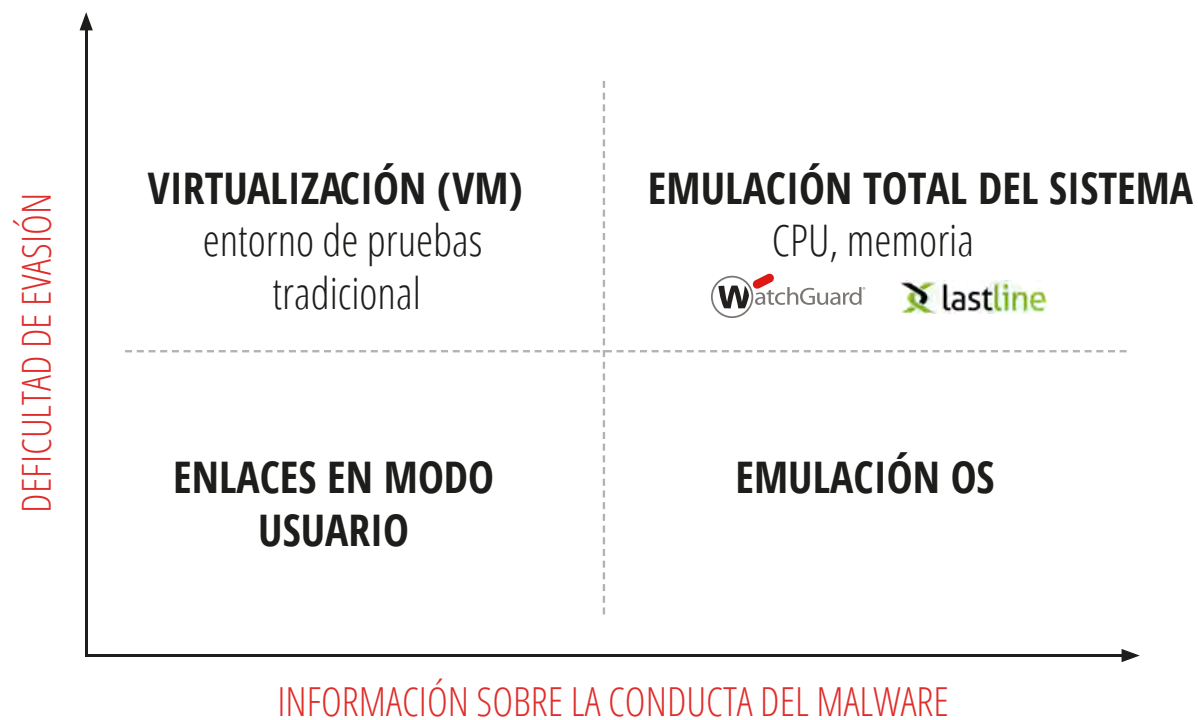 DEFICULTAD DE EVASIÓN
VIRTUALIZACIÓN (VM)
entorno de pruebas
tradicional
EMULACIÓN TOTAL DEL SISTEMA
CPU, memoria
WatchGuard
lastline
ENLACES EN MODO
USUARIO
EMULACIÓN OS
INFORMACIÓN SOBRE LA CONDUCTA DEL MALWARE